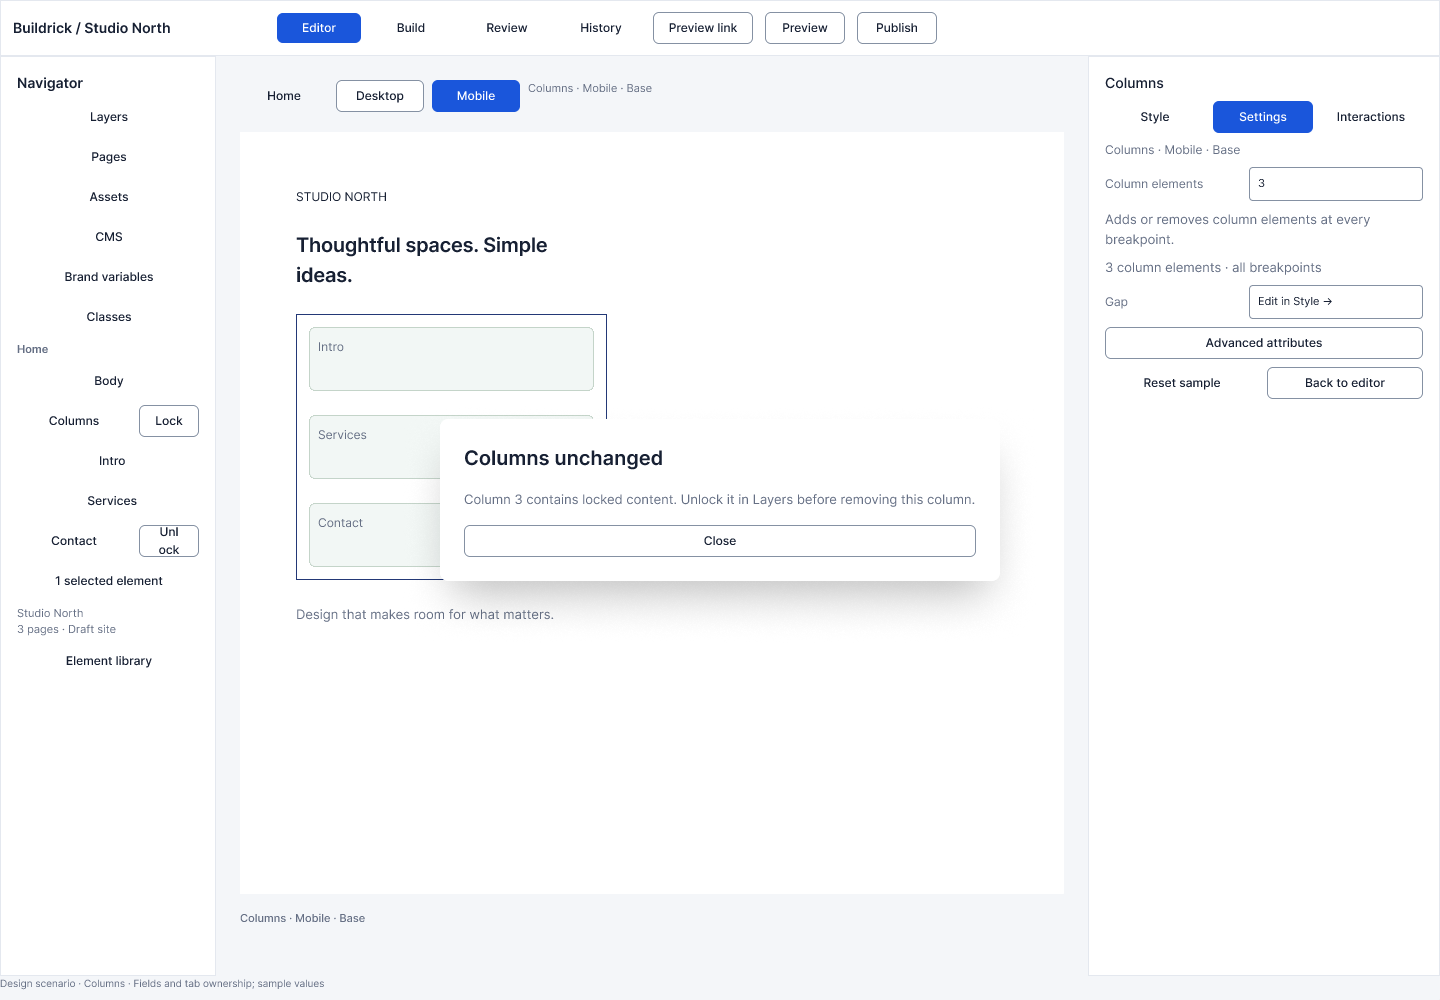 Buildrick / Studio North
Editor
Build
Review
History
Preview link
Preview
Publish
Navigator
Layers
Pages
Assets
CMS
Brand variables
Classes
Home
Body
Columns
Lock
Intro
Services
Contact
Unl
ock
1 selected element
Studio North
3 pages · Draft site
Element library
Home
Desktop
Mobile
Columns · Mobile · Base
STUDIO NORTH
Thoughtful spaces. Simple
ideas.
Intro
Services
Contact
Columns unchanged
Column 3 contains locked content. Unlock it in Layers before removing this column.
Close
Design that makes room for what matters.
Columns · Mobile · Base
Columns
Style
Settings
Interactions
Columns · Mobile · Base
Column elements
3
Adds or removes column elements at every
breakpoint.
3 column elements · all breakpoints
Gap
Edit in Style →
Advanced attributes
Reset sample
Back to editor
Design scenario · Columns · Fields and tab ownership; sample values